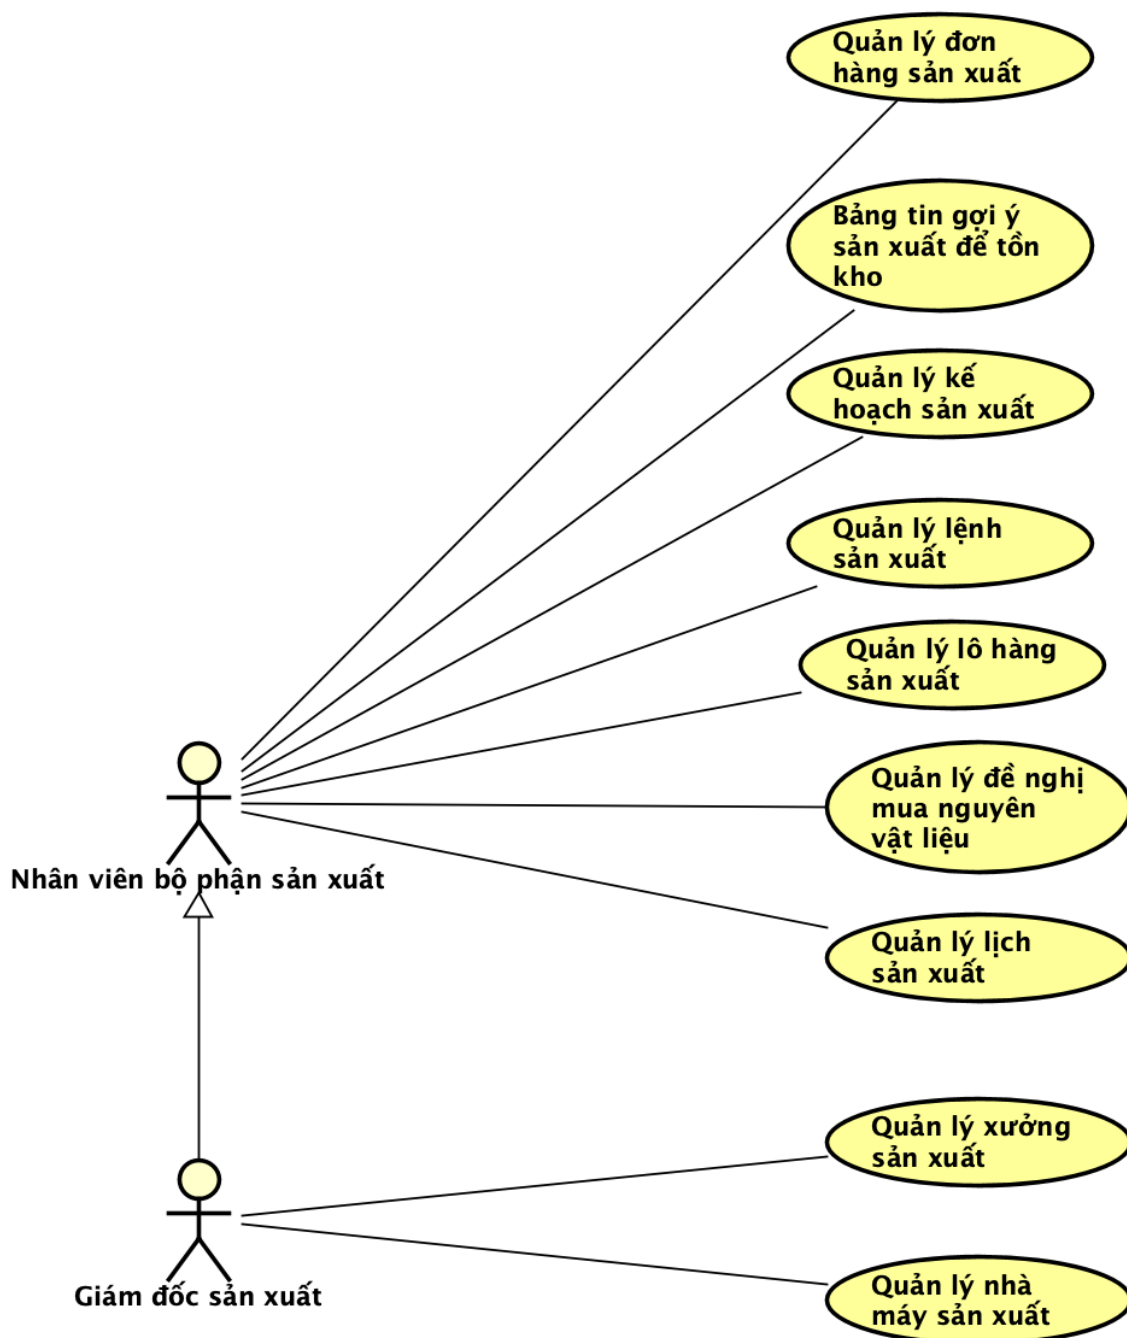 Quản lý đơn
hàng sản xuất
Bảng tin gợi ý
sản xuất để tồn
kho
Quản lý kế
hoạch sản xuất
Quản lý lệnh
sản xuất
Quản lý lô hàng
sản xuất
Quản lý đề nghị
mua nguyên
vật liệu
Nhân viên bộ phận sản xuất
Quản lý lịch
sản xuất
Quản lý xưởng
sản xuất
Giám đốc sản xuất
Quản lý nhà
máy sản xuất